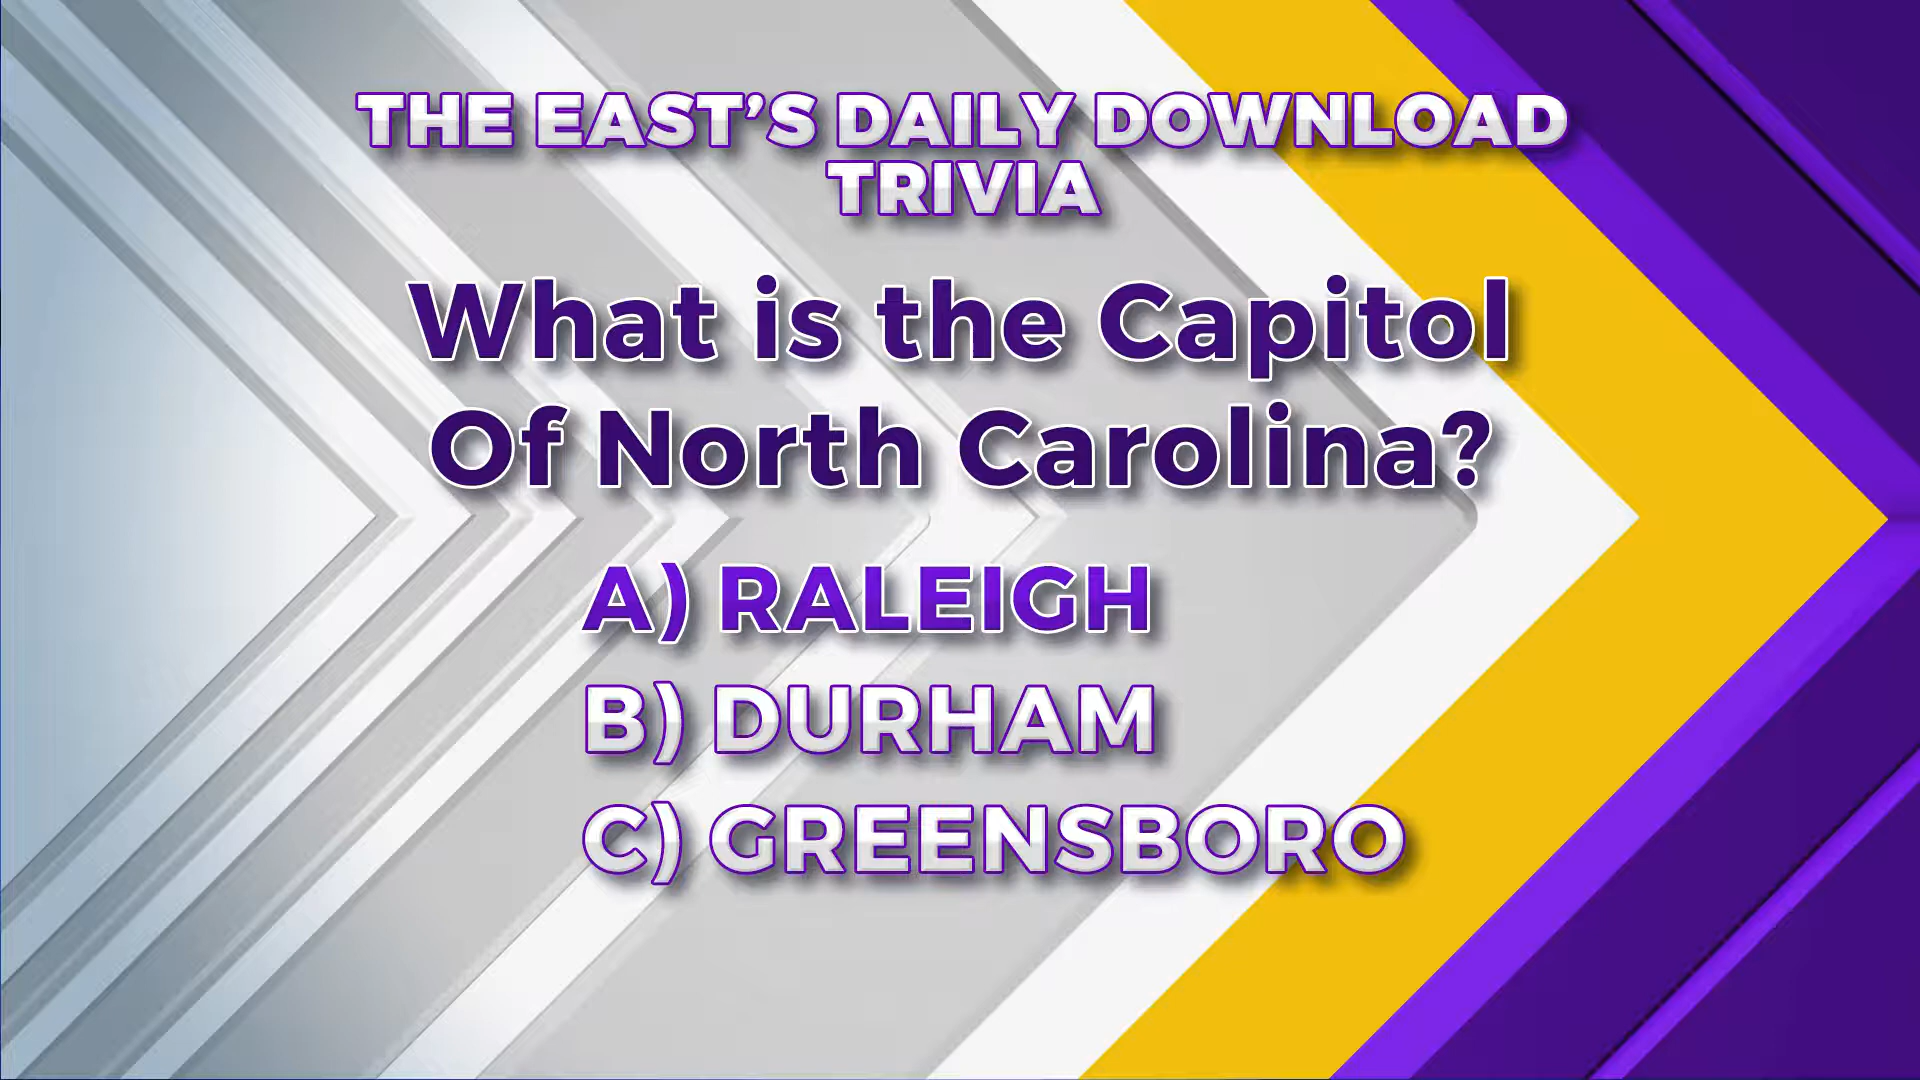 THE EAST'S DAILY DOWNLOAD
TRIVIA
What is the Capitol
Of North Carolina?
A) RALEIGH
B) DURHAM
C) GREENSBORO